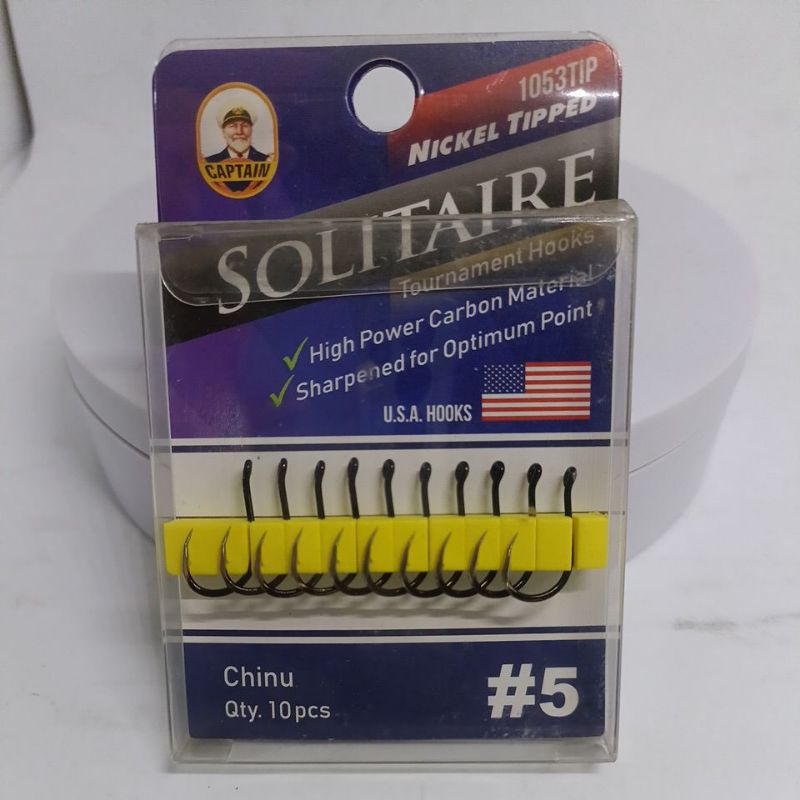 1053TIP
NICKEL TIPPED
CAPTAIN
SOLITAIRE
Tournament Hooks
High Power Carbon Material
Sharpened for Optimum Point
U.S.A. HOOKS
Chinu
Qty. 10 pcs
#5